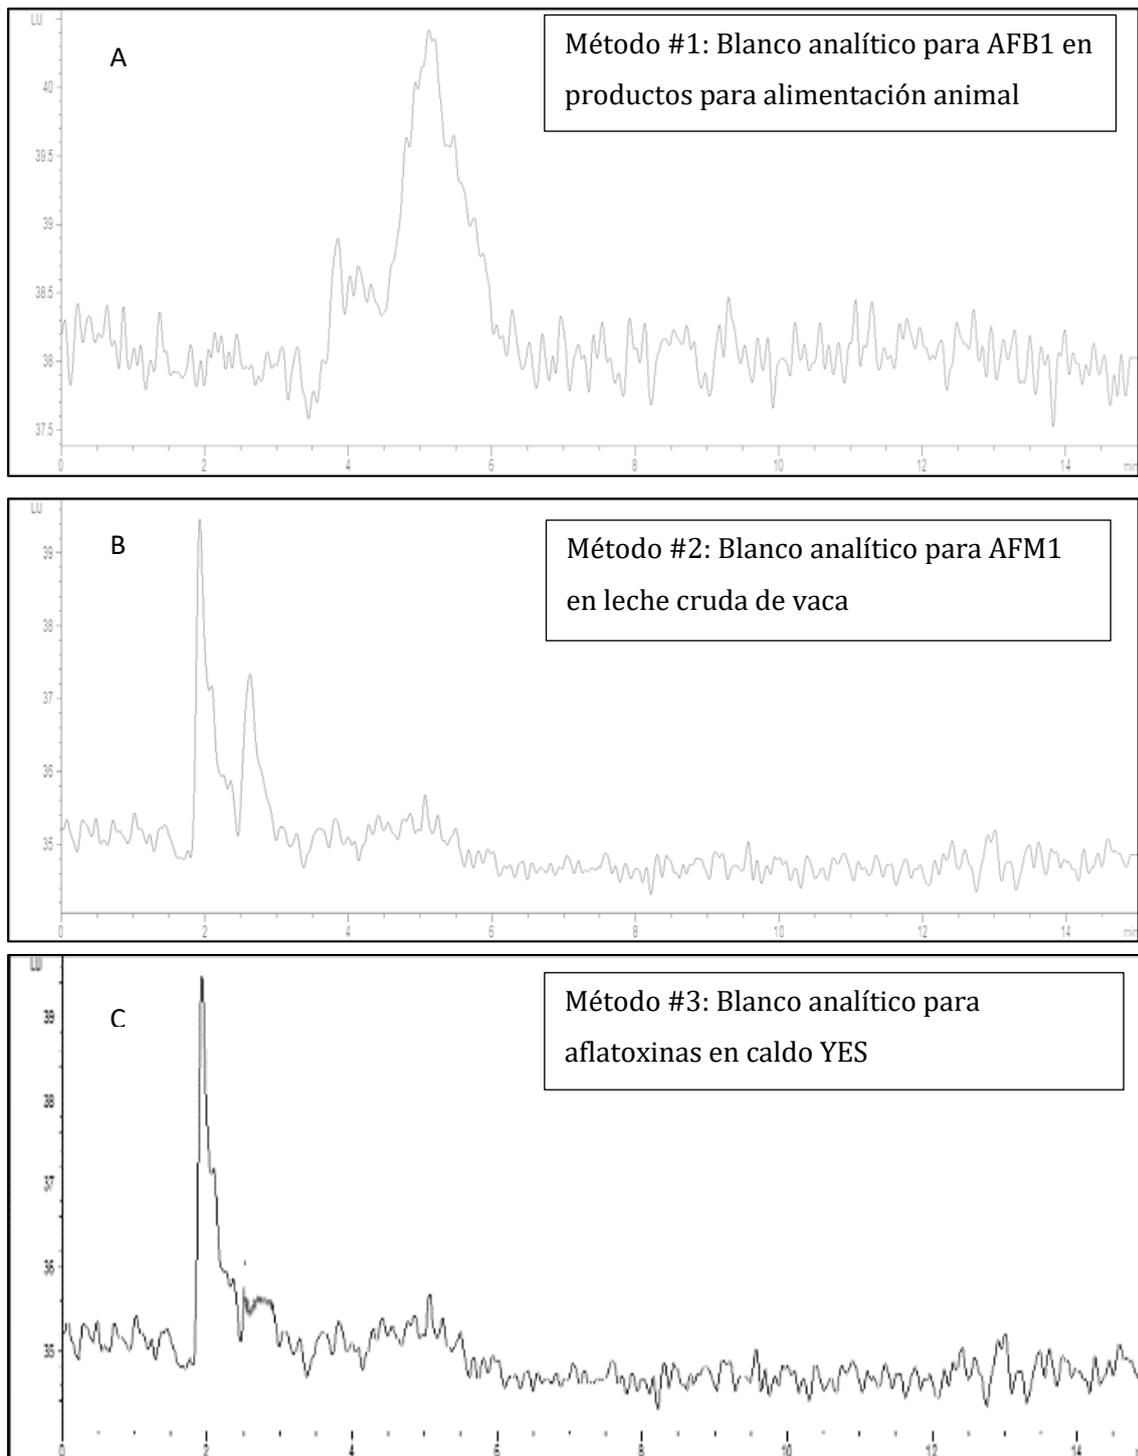 LU
A
Método #1: Blanco analítico para AFB1 en
productos para alimentación animal
40
39.5
39
38.5
38
37.5
0 2 4 6 8 10 12 14 min
LU
B
Método #2: Blanco analítico para AFM1
en leche cruda de vaca
39
38
37
36
35
0 2 4 6 8 10 12 14 min
LU
C
Método #3: Blanco analítico para
aflatoxinas en caldo YES
39
38
37
36
35
0 2 4 6 8 10 12 14